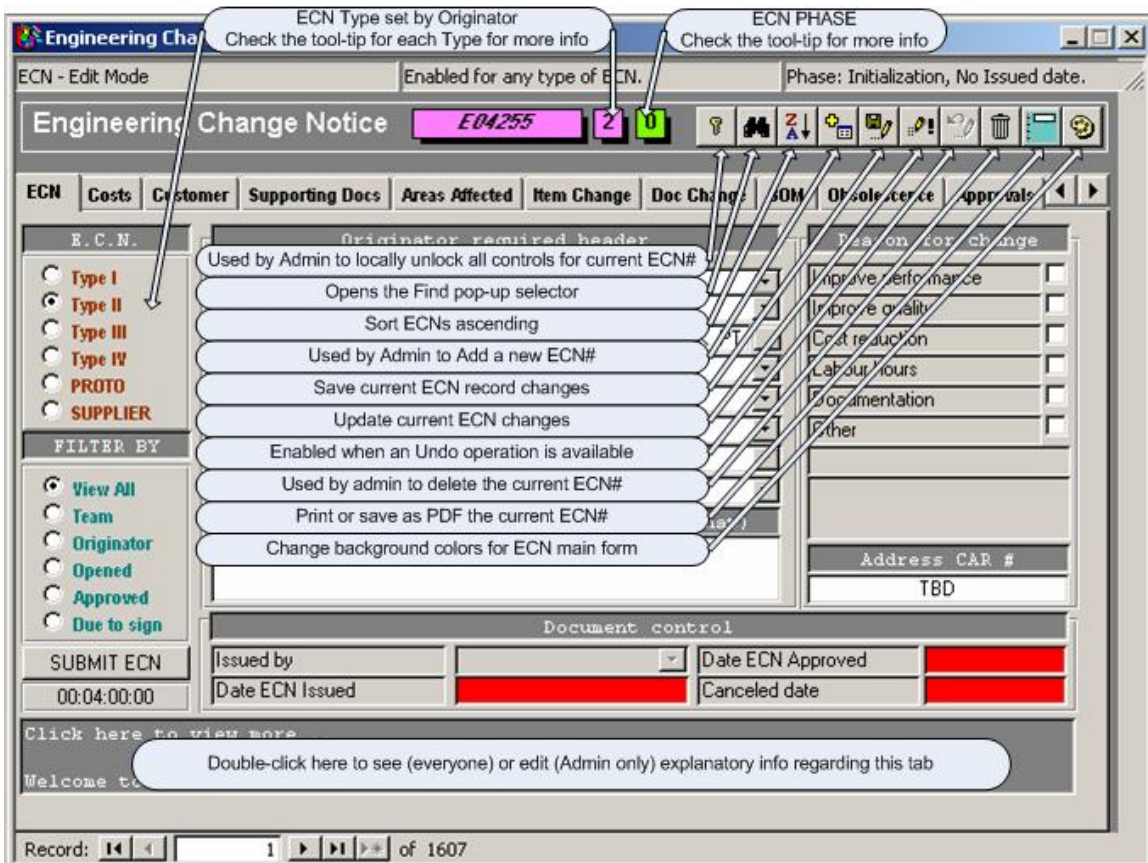 ECN Type set by Originator
Check the tool-tip for each Type for more info
ECN PHASE
Check the tool-tip for more info
Engineering Cha
ECN - Edit Mode
Enabled for any type of ECN.
Phase: Initialization, No Issued date.
Engineering Change Notice
E04255
2
0
ECN
Costs
Customer
Supporting Docs
Areas Affected
Item Change
Doc Change
BOM
Obsolescence
Approvals
E.C.N.
Originator required header
Reason for change
Type I
Type II
Type III
Type IV
PROTO
SUPPLIER
Used by Admin to locally unlock all controls for current ECN#
Opens the Find pop-up selector
Sort ECNs ascending
Used by Admin to Add a new ECN#
Save current ECN record changes
Update current ECN changes
Enabled when an Undo operation is available
Used by admin to delete the current ECN#
Print or save as PDF the current ECN#
Change background colors for ECN main form
Improve performance
Improve quality
Cost reduction
Labour hours
Documentation
Other
FILTER BY
View All
Team
Originator
Opened
Approved
Due to sign
Address CAR #
TBD
Document control
SUBMIT ECN
00:04:00:00
Issued by
Date ECN Approved
Date ECN Issued
Canceled date
Click here to view more...
Welcome to
Double-click here to see (everyone) or edit (Admin only) explanatory info regarding this tab
Record:
1
of 1607